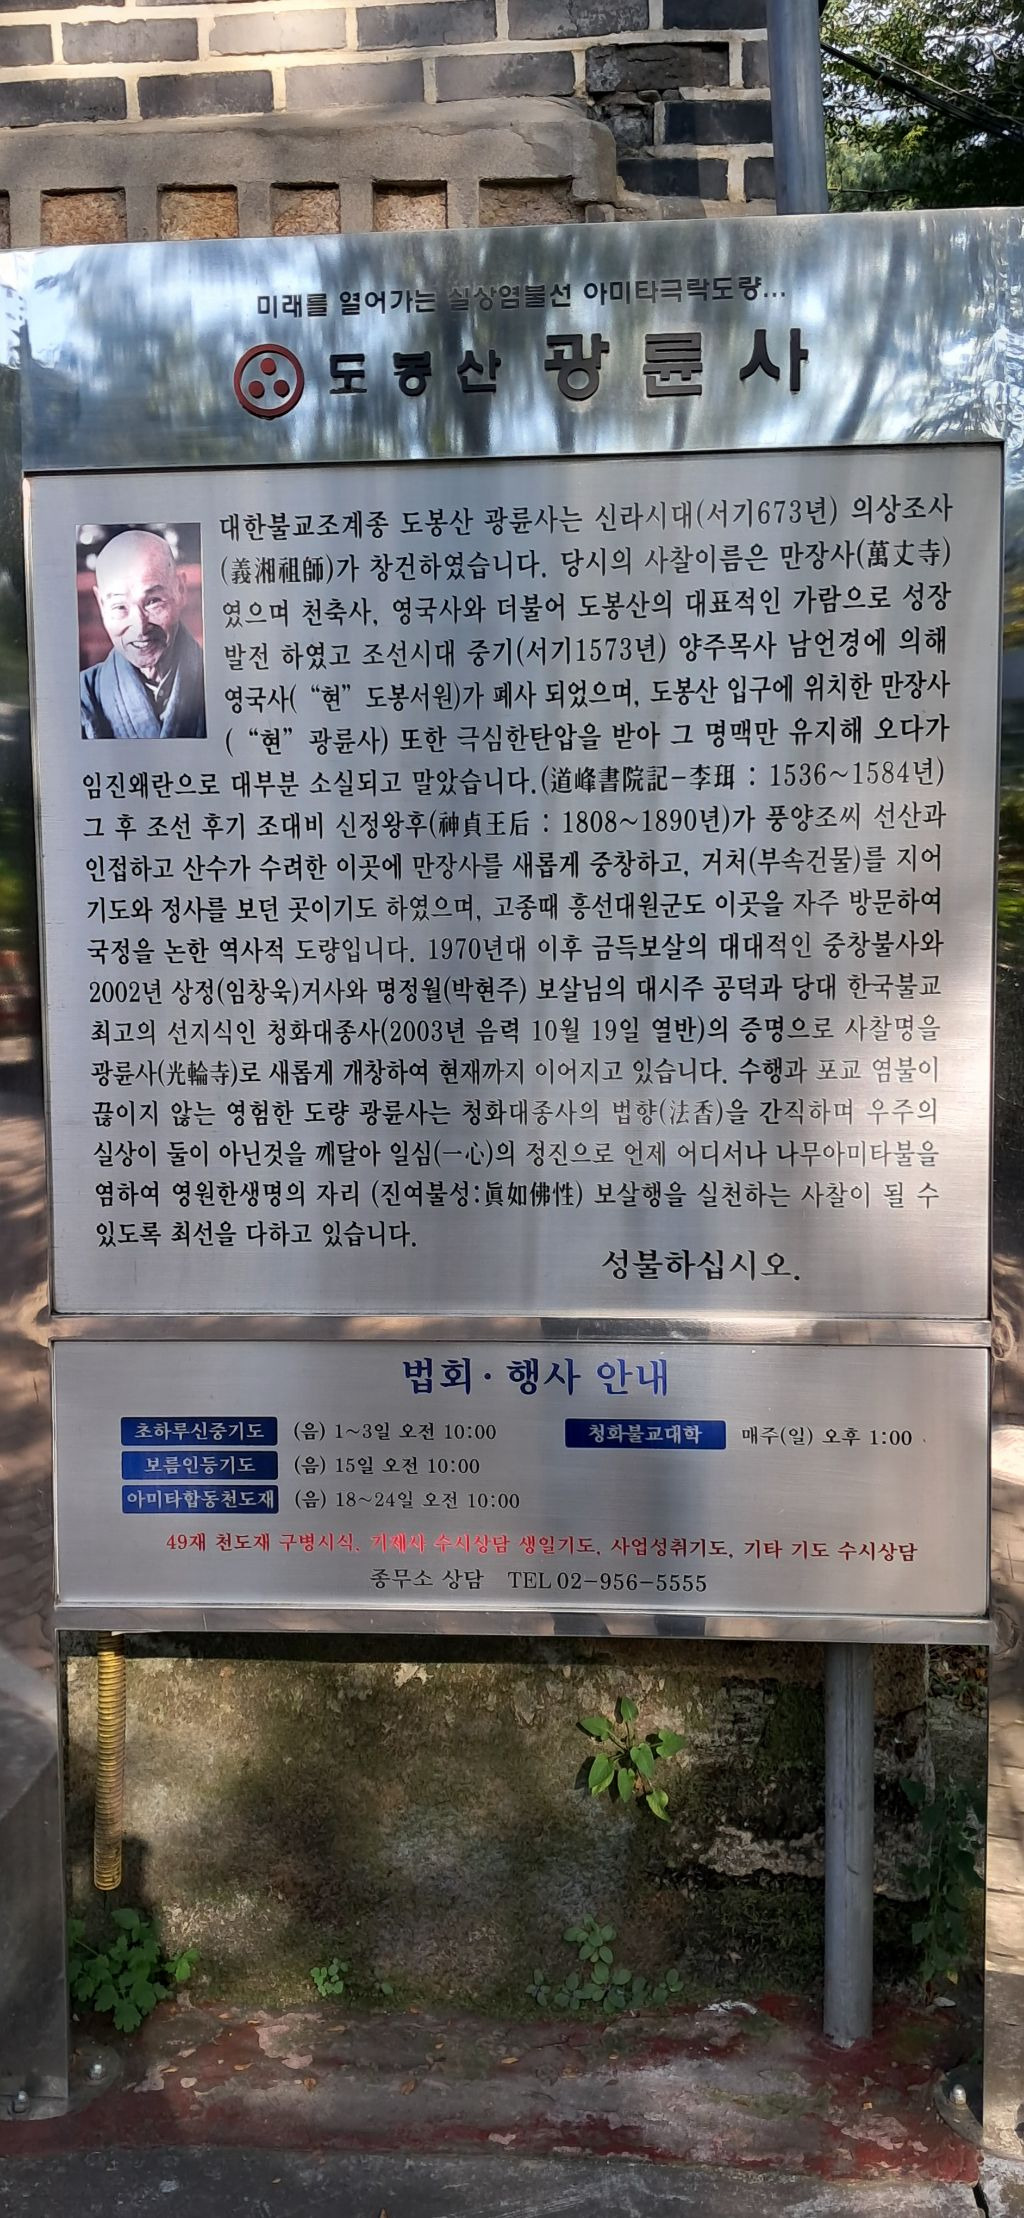 미래를 열어가는 실상염불선 아미타극락도량...
도봉산 광륜사
대한불교조계종 도봉산 광륜사는 신라시대(서기673년) 의상조사
(義湘祖師)가 창건하였습니다. 당시의 사찰이름은 만장사(萬丈寺)
였으며 천축사, 영국사와 더불어 도봉산의 대표적인 가람으로 성장
발전 하였고 조선시대 중기(서기1573년) 양주목사 남언경에 의해
영국사( “현” 도봉서원)가 폐사 되었으며, 도봉산 입구에 위치한 만장사
( “현” 광륜사) 또한 극심한탄압을 받아 그 명맥만 유지해 오다가
임진왜란으로 대부분 소실되고 말았습니다.(道峰書院記-李珥 : 1536~1584년)
그 후 조선 후기 조대비 신정왕후(神貞王后 : 1808~1890년)가 풍양조씨 선산과
인접하고 산수가 수려한 이곳에 만장사를 새롭게 중창하고, 거처(부속건물)를 지어
기도와 정사를 보던 곳이기도 하였으며, 고종때 흥선대원군도 이곳을 자주 방문하여
국정을 논한 역사적 도량입니다. 1970년대 이후 금득보살의 대대적인 중창불사와
2002년 상정(임창욱)거사와 명정월(박현주) 보살님의 대시주 공덕과 당대 한국불교
최고의 선지식인 청화대종사(2003년 음력 10월 19일 열반)의 증명으로 사찰명을
광륜사(光輪寺)로 새롭게 개창하여 현재까지 이어지고 있습니다. 수행과 포교 염불이
끊이지 않는 영험한 도량 광륜사는 청화대종사의 법향(法香)을 간직하며 우주의
실상이 둘이 아닌것을 깨달아 일심(一心)의 정진으로 언제 어디서나 나무아미타불을
염하여 영원한생명의 자리 (진여불성:眞如佛性) 보살행을 실천하는 사찰이 될 수
있도록 최선을 다하고 있습니다.
성불하십시오.
법회·행사 안내
초하루신중기도 (음) 1~3일 오전 10:00 청화불교대학 매주(일) 오후 1:00
보름인등기도 (음) 15일 오전 10:00
아미타합동천도재 (음) 18~24일 오전 10:00
49재 천도재 구병시식, 기제사 수시상담 생일기도, 사업성취기도, 기타 기도 수시상담
종무소 상담 TEL 02-956-5555